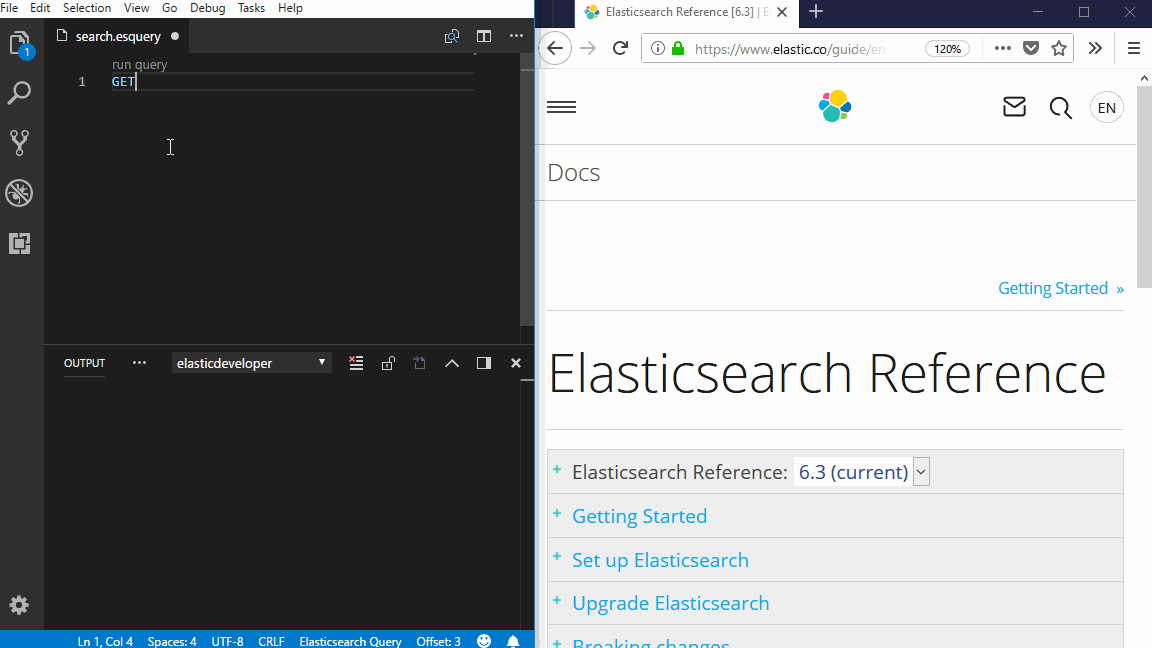 File Edit Selection View Go Debug Tasks Help
search.esquery
1
run query
1 GET
OUTPUT elasticdeveloper
Ln 1, Col 4 Spaces: 4 UTF-8 CRLF Elasticsearch Query Offset: 3
Elasticsearch Reference [6.3] | E
https://www.elastic.co/guide/en 120%
EN
Docs
Getting Started »
Elasticsearch Reference
+ Elasticsearch Reference: 6.3 (current)
+ Getting Started
+ Set up Elasticsearch
+ Upgrade Elasticsearch
+ Breaking changes